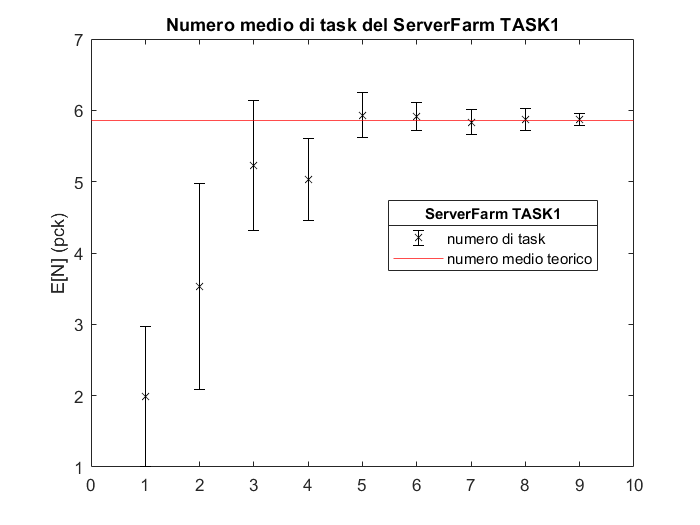 Numero medio di task del ServerFarm TASK1
7
6
5
4
3
2
1
E[N] (pck)
ServerFarm TASK1
numero di task
numero medio teorico
0 1 2 3 4 5 6 7 8 9 10